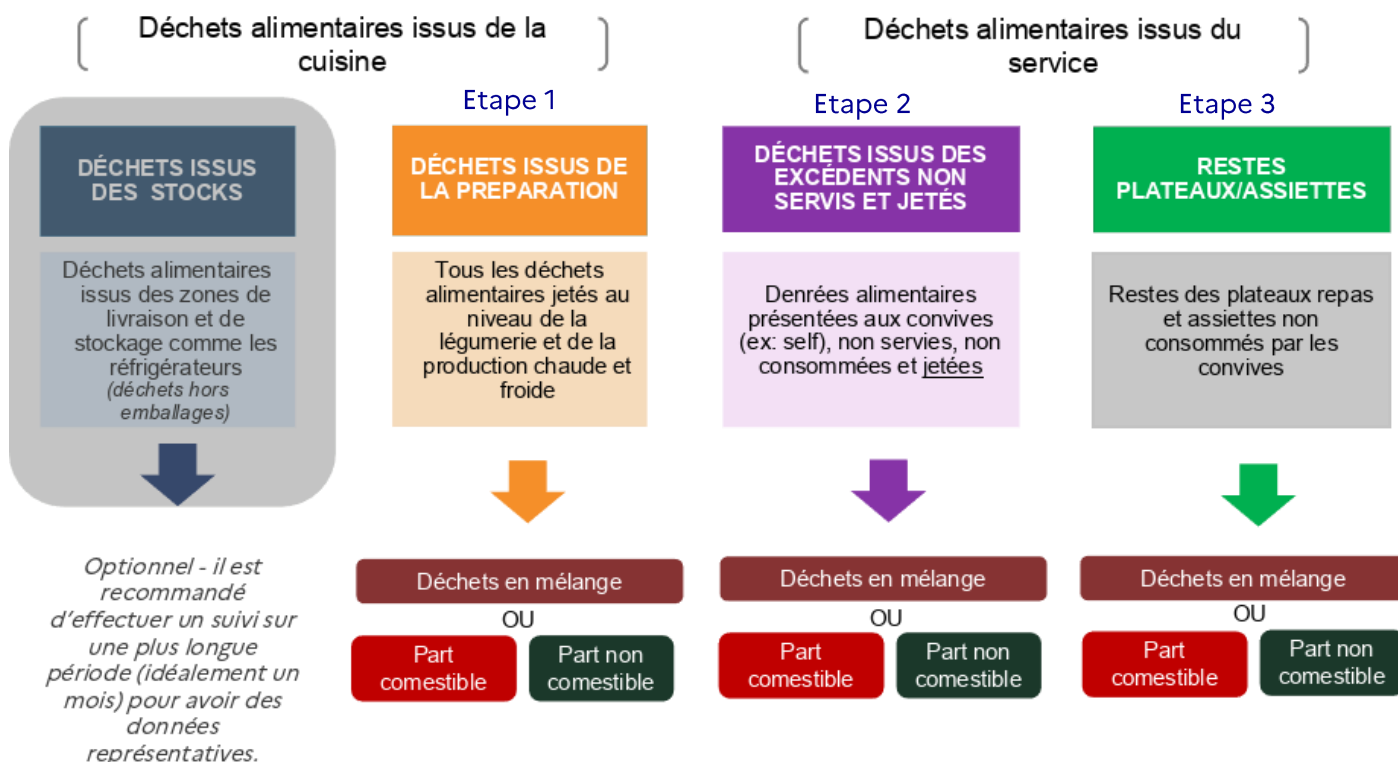 Déchets alimentaires issus de la
cuisine
Déchets alimentaires issus du
service
DÉCHETS ISSUS
DES STOCKS
Déchets alimentaires
issus des zones de
livraison et de
stockage comme les
réfrigérateurs
(déchets hors
emballages)
Optionnel - il est
recommandé
d'effectuer un suivi sur
une plus longue
période (idéalement un
mois) pour avoir des
données
représentatives.
Etape 1
DÉCHETS ISSUS DE
LA PREPARATION
Tous les déchets
alimentaires jetés au
niveau de la
légumerie et de la
production chaude et
froide
Déchets en mélange
OU
Part
comestible
Part non
comestible
Etape 2
DÉCHETS ISSUS DES
EXCÉDENTS NON
SERVIS ET JETÉS
Denrées alimentaires
présentées aux convives
(ex: self), non servies, non
consommées et jetées
Déchets en mélange
OU
Part
comestible
Part non
comestible
Etape 3
RESTES
PLATEAUX/ASSIETTES
Restes des plateaux repas
et assiettes non
consommés par les
convives
Déchets en mélange
OU
Part
comestible
Part non
comestible